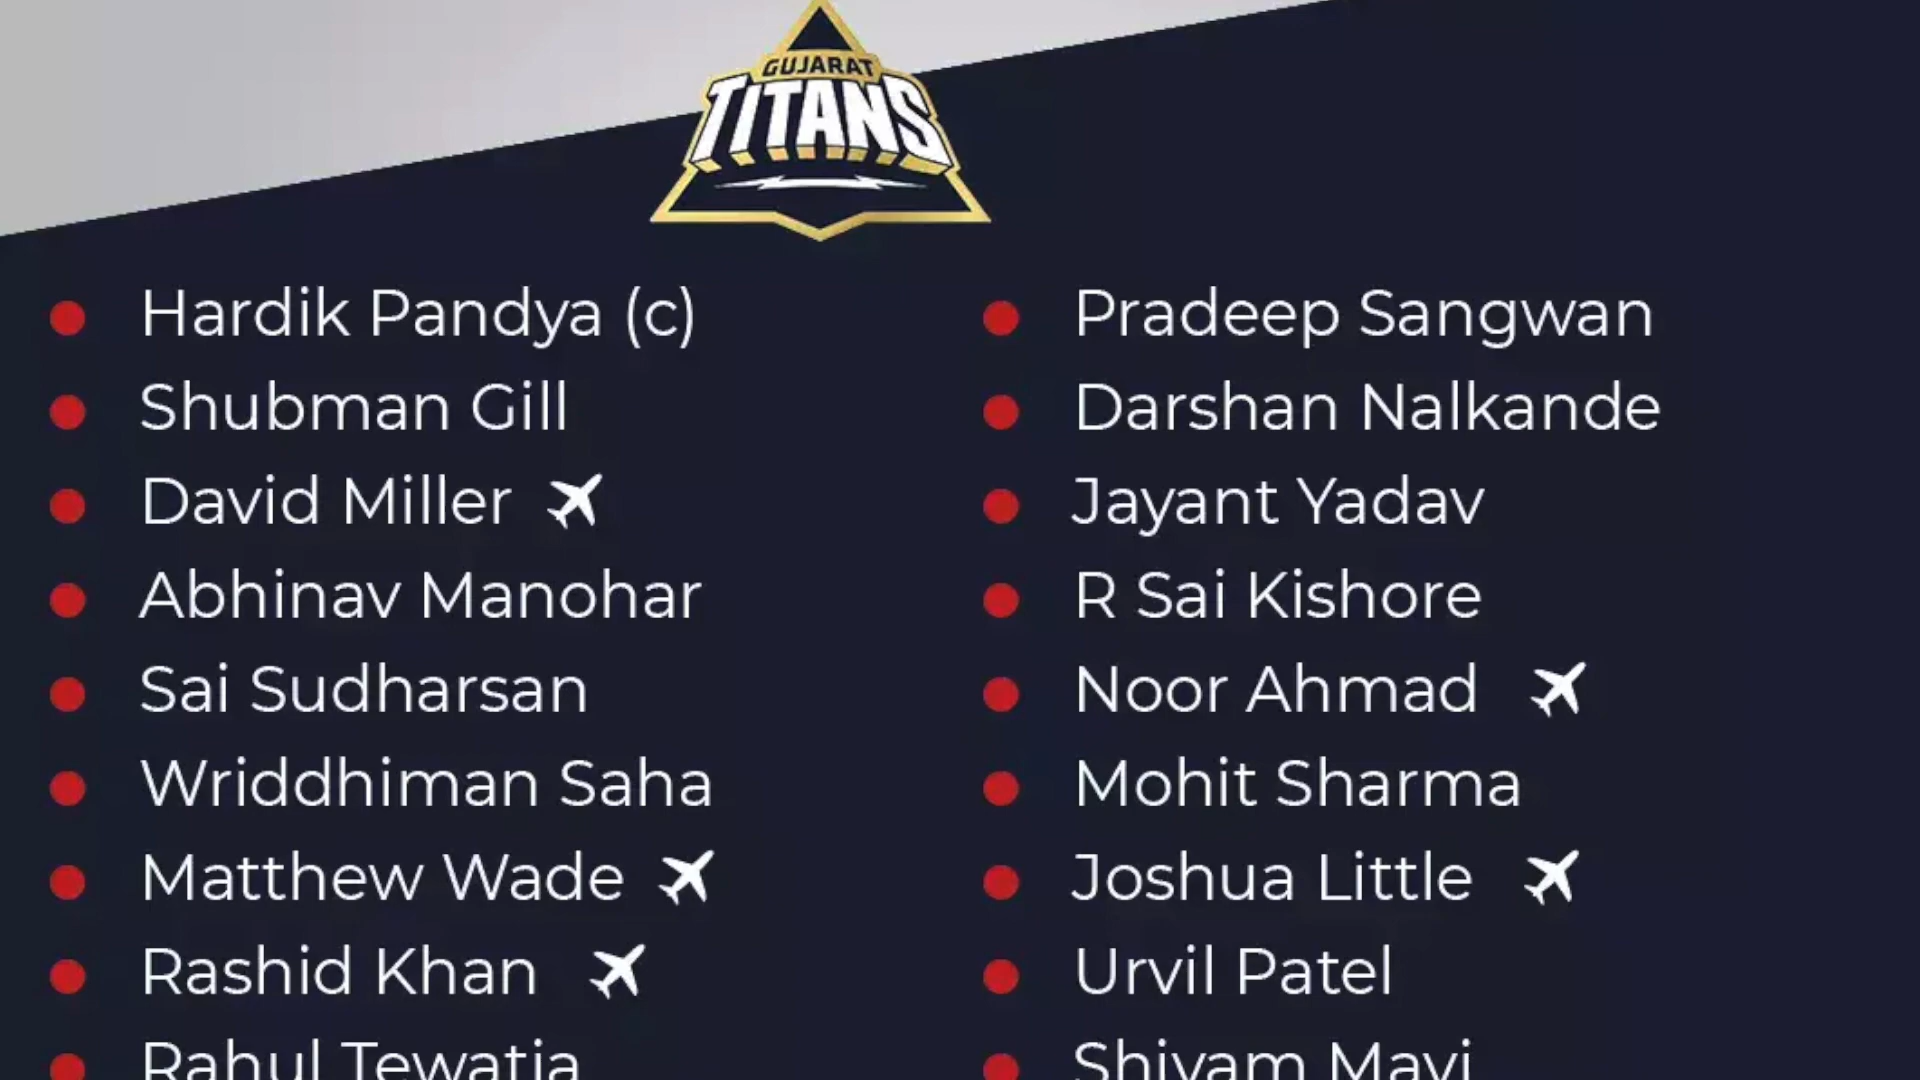 GUJARAT
TITANS
Hardik Pandya (c)
Shubman Gill
David Miller
Abhinav Manohar
Sai Sudharsan
Wriddhiman Saha
Matthew Wade
Rashid Khan
Rahul Tewatia
Pradeep Sangwan
Darshan Nalkande
Jayant Yadav
R Sai Kishore
Noor Ahmad
Mohit Sharma
Joshua Little
Urvil Patel
Shivam Mavi